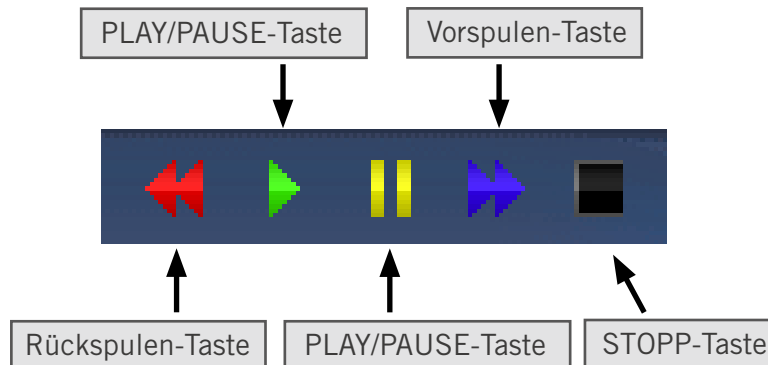 PLAY/PAUSE-Taste
Vorspulen-Taste
Rückspulen-Taste
PLAY/PAUSE-Taste
STOPP-Taste